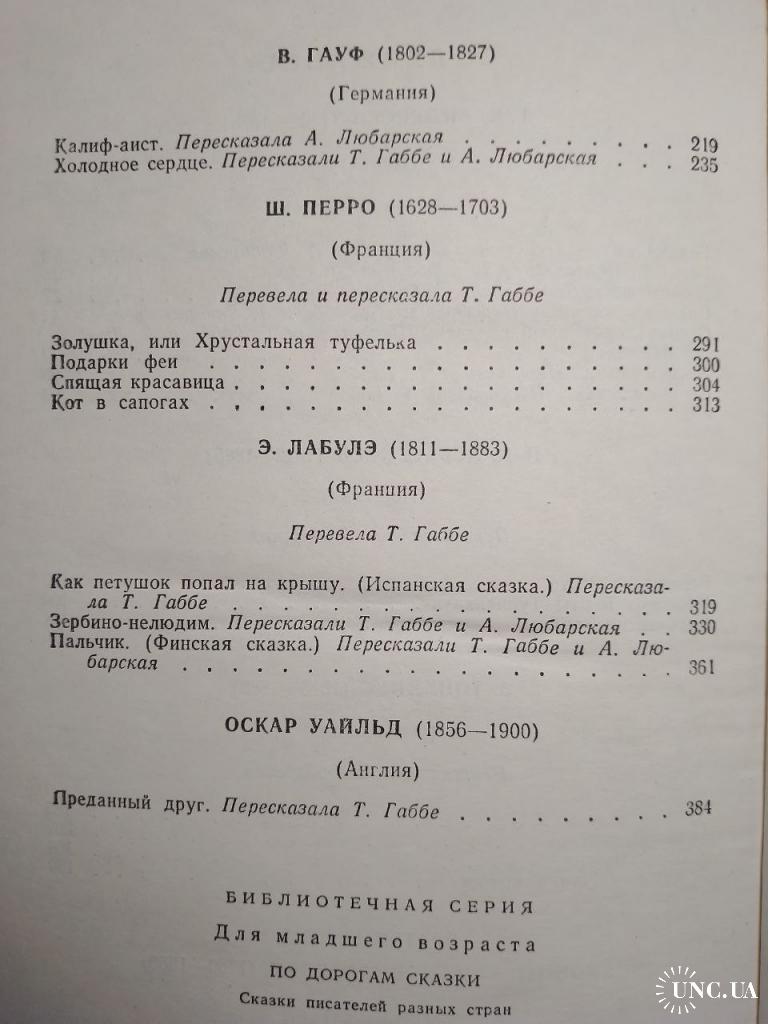 В. ГАУФ (1802—1827)
(Германия)
Калиф-аист. Пересказала А. Любарская . . . . . . . . . 219
Холодное сердце. Пересказали Т. Габбе и А. Любарская . . . 235
Ш. ПЕРРО (1628—1703)
(Франция)
Перевела и пересказала Т. Габбе
Золушка, или Хрустальная туфелька . . . . . . . . . . 291
Подарки феи . . . . . . . . . . . . . . . . . . . 300
Спящая красавица . . . . . . . . . . . . . . . . . . 304
Кот в сапогах . . . . . . . . . . . . . . . . . . . 313
Э. ЛАБУЛЭ (1811—1883)
(Франция)
Перевела Т. Габбе
Как петушок попал на крышу. (Испанская сказка.) Пересказа-
ла Т. Габбе . . . . . . . . . . . . . . . . . . 319
Зербино-нелюдим. Пересказали Т. Габбе и А. Любарская . . 330
Пальчик. (Финская сказка.) Пересказали Т. Габбе и А. Лю-
барская . . . . . . . . . . . . . . . . . . . . 361
ОСКАР УАЙЛЬД (1856—1900)
(Англия)
Преданный друг. Пересказала Т. Габбе . . . . . . . . . 384
БИБЛИОТЕЧНАЯ СЕРИЯ
Для младшего возраста
ПО ДОРОГАМ СКАЗКИ
Сказки писателей разных стран
UNC.UA